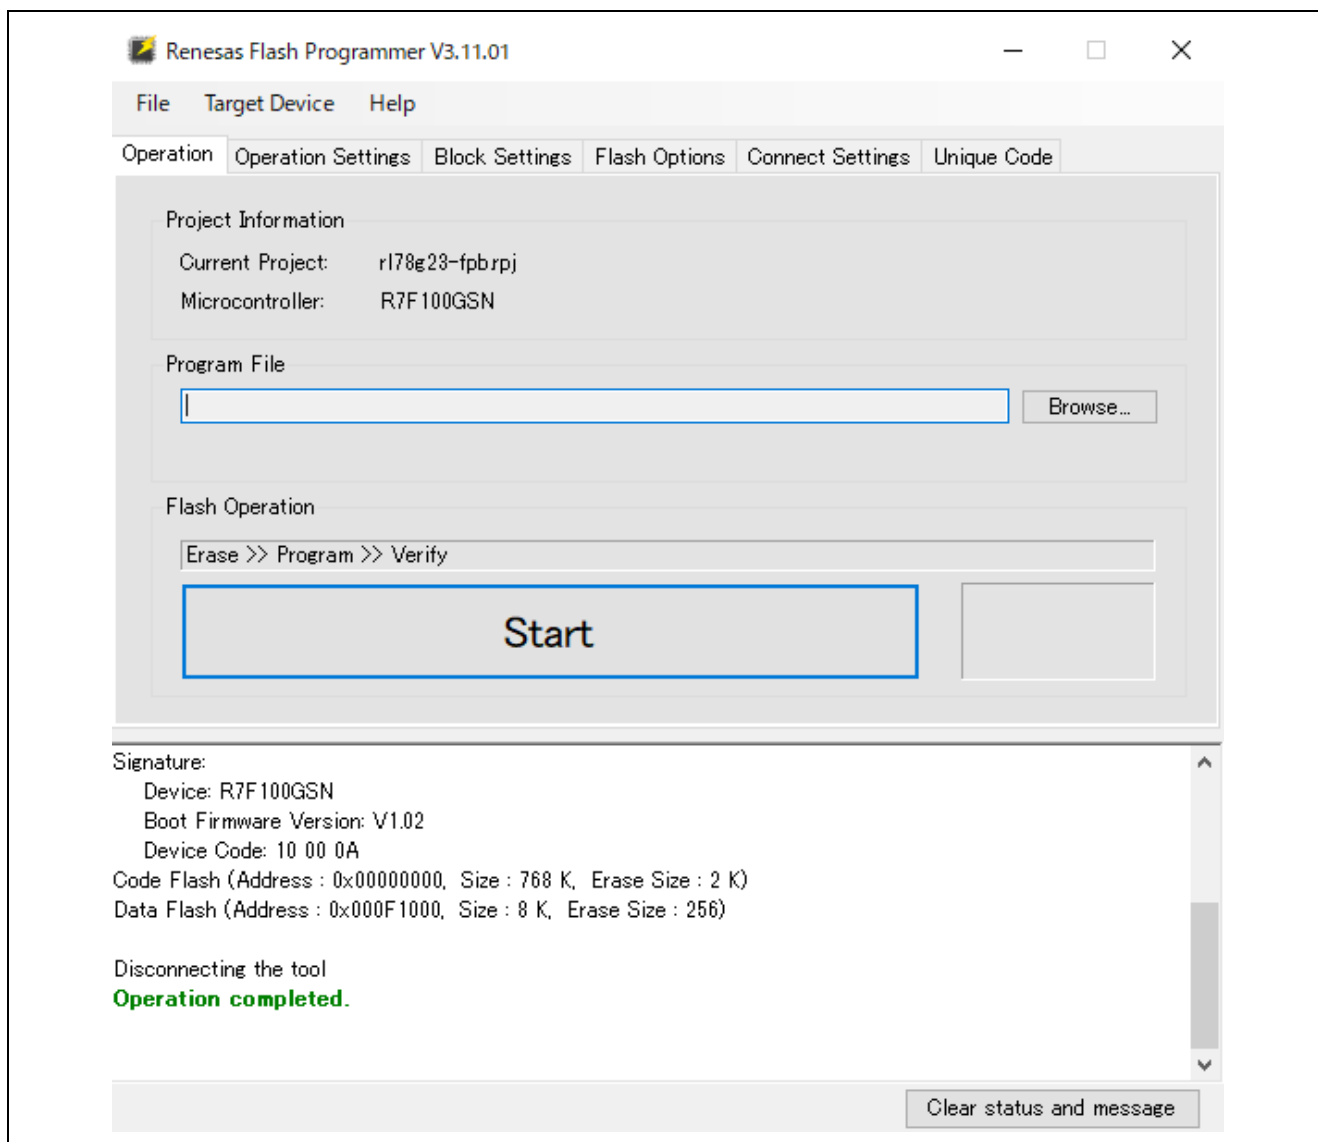 Renesas Flash Programmer V3.11.01
File Target Device Help
Operation Operation Settings Block Settings Flash Options Connect Settings Unique Code
Project Information
Current Project: rl78g23-fpb.rpj
Microcontroller: R7F100GSN
Program File
Browse...
Flash Operation
Erase >> Program >> Verify
Start
Signature:
Device: R7F100GSN
Boot Firmware Version: V1.02
Device Code: 10 00 0A
Code Flash (Address : 0x00000000, Size : 768 K, Erase Size : 2 K)
Data Flash (Address : 0x000F1000, Size : 8 K, Erase Size : 256)
Disconnecting the tool
Operation completed.
Clear status and message